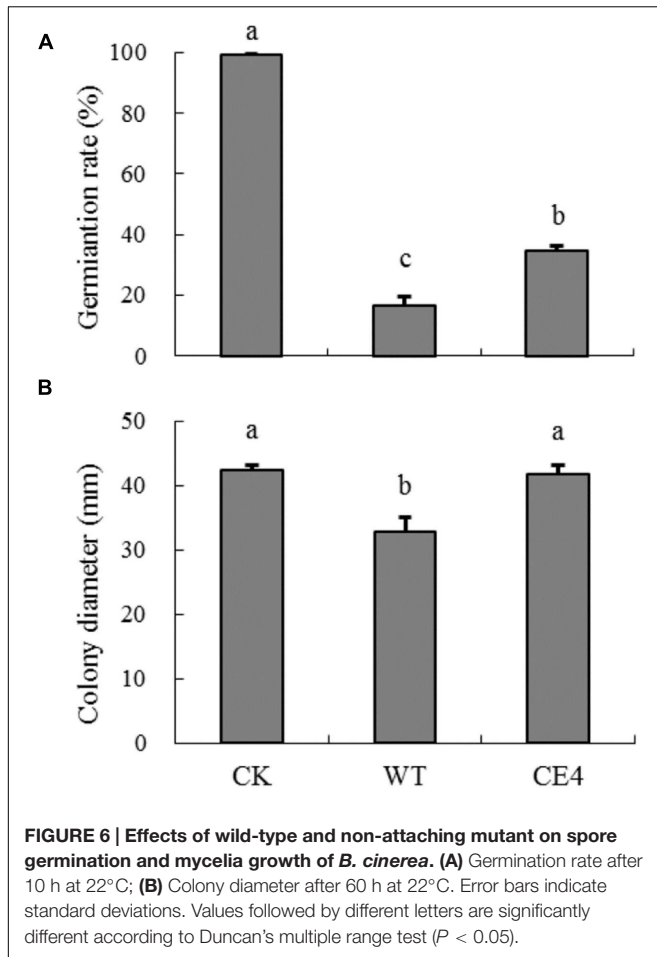 A
a
100
80
60
40
20
0
Germiantion rate (%)
c
b
B
50
40
30
20
10
0
Colony diameter (mm)
a
b
a
CK WT CE4
FIGURE 6 | Effects of wild-type and non-attaching mutant on spore
germination and mycelia growth of B. cinerea. (A) Germination rate after
10 h at 22°C; (B) Colony diameter after 60 h at 22°C. Error bars indicate
standard deviations. Values followed by different letters are significantly
different according to Duncan's multiple range test (P < 0.05).